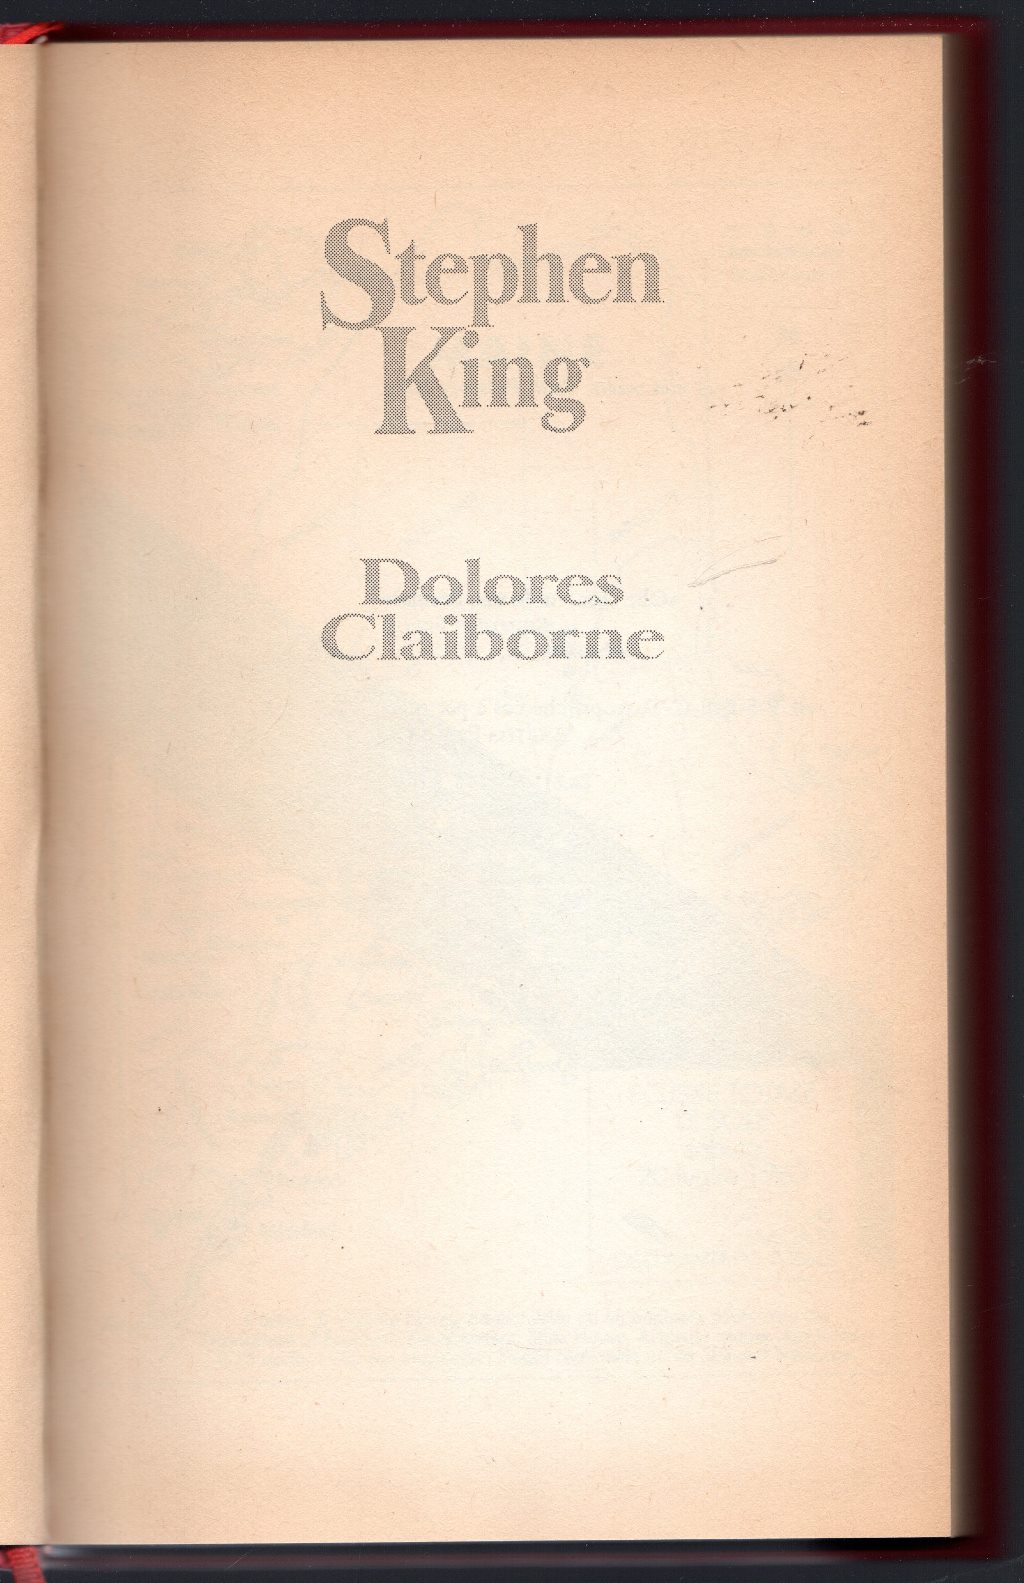 Stephen
King
Dolores
Claiborne